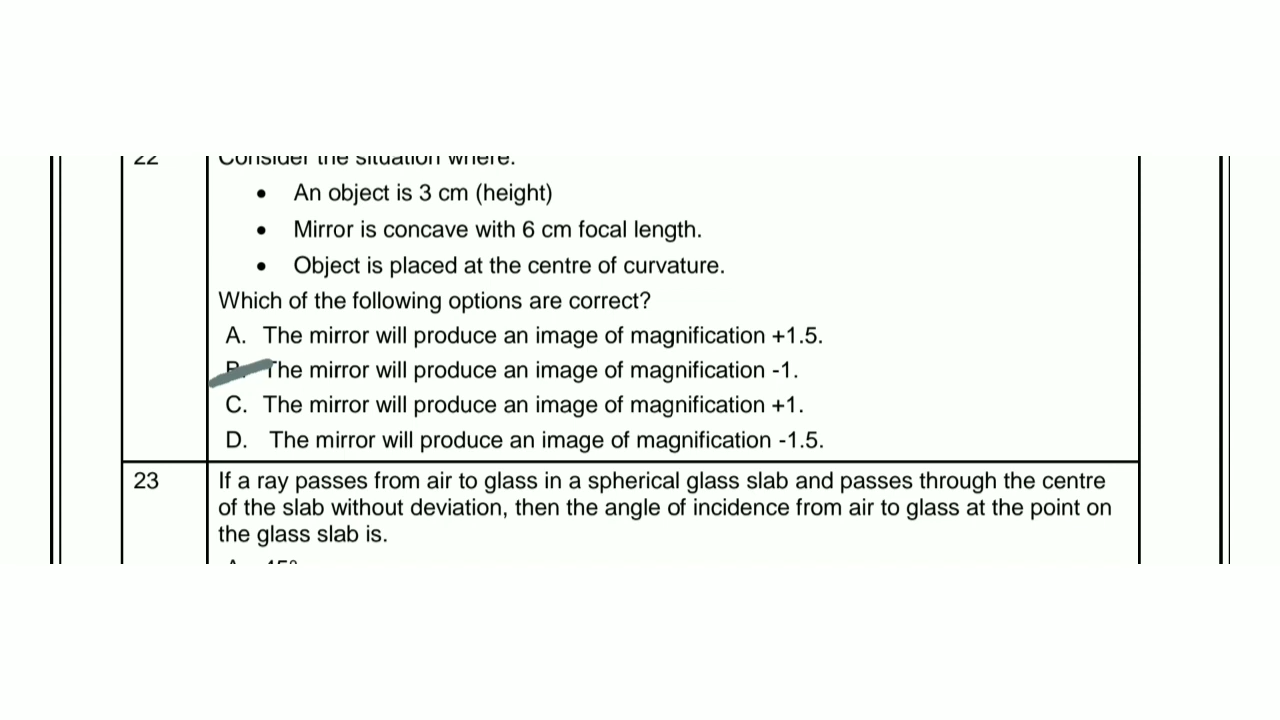 22 Consider the situation where:
• An object is 3 cm (height)
• Mirror is concave with 6 cm focal length.
• Object is placed at the centre of curvature.
Which of the following options are correct?
A. The mirror will produce an image of magnification +1.5.
B. The mirror will produce an image of magnification -1.
C. The mirror will produce an image of magnification +1.
D. The mirror will produce an image of magnification -1.5.
23 If a ray passes from air to glass in a spherical glass slab and passes through the centre
of the slab without deviation, then the angle of incidence from air to glass at the point on
the glass slab is.